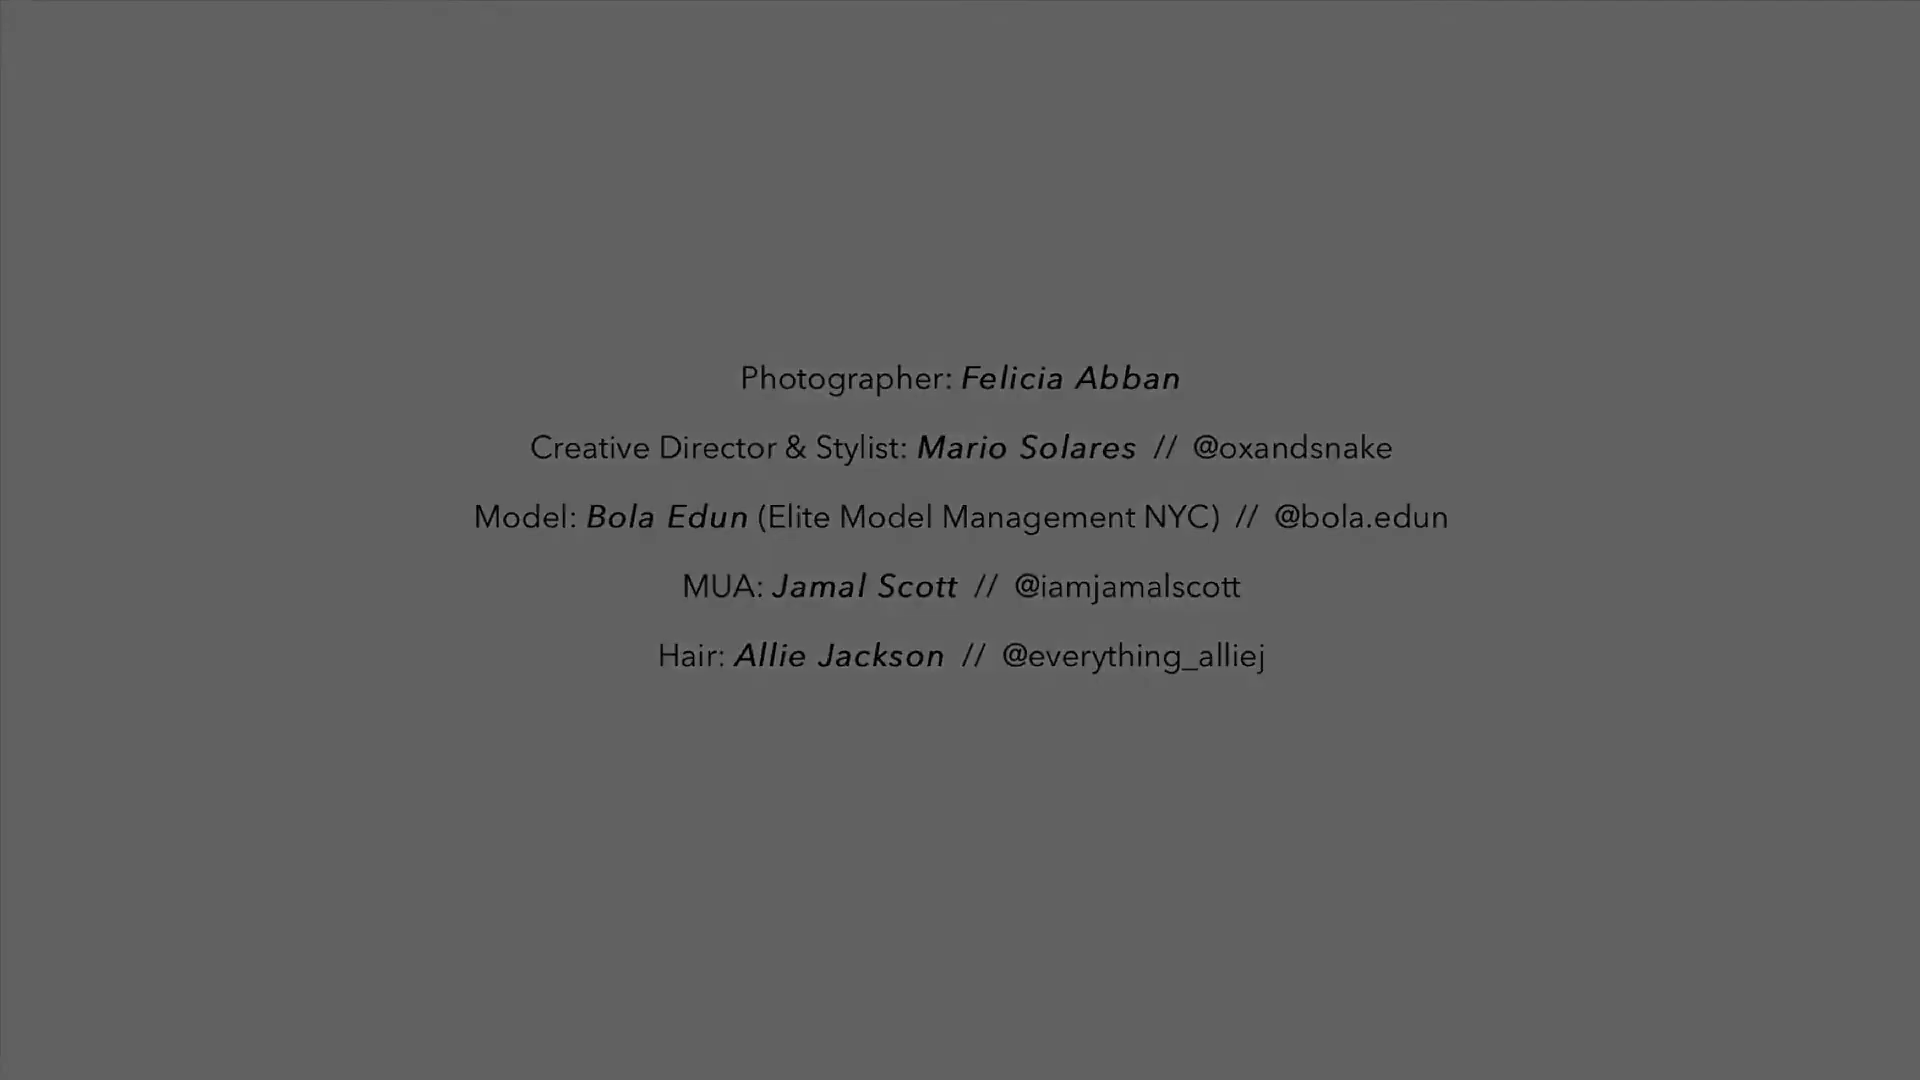 Photographer: Felicia Abban
Creative Director & Stylist: Mario Solares // @oxandsnake
Model: Bola Edun (Elite Model Management NYC) // @bola.edun
MUA: Jamal Scott // @iamjamalscott
Hair: Allie Jackson // @everything_alliej